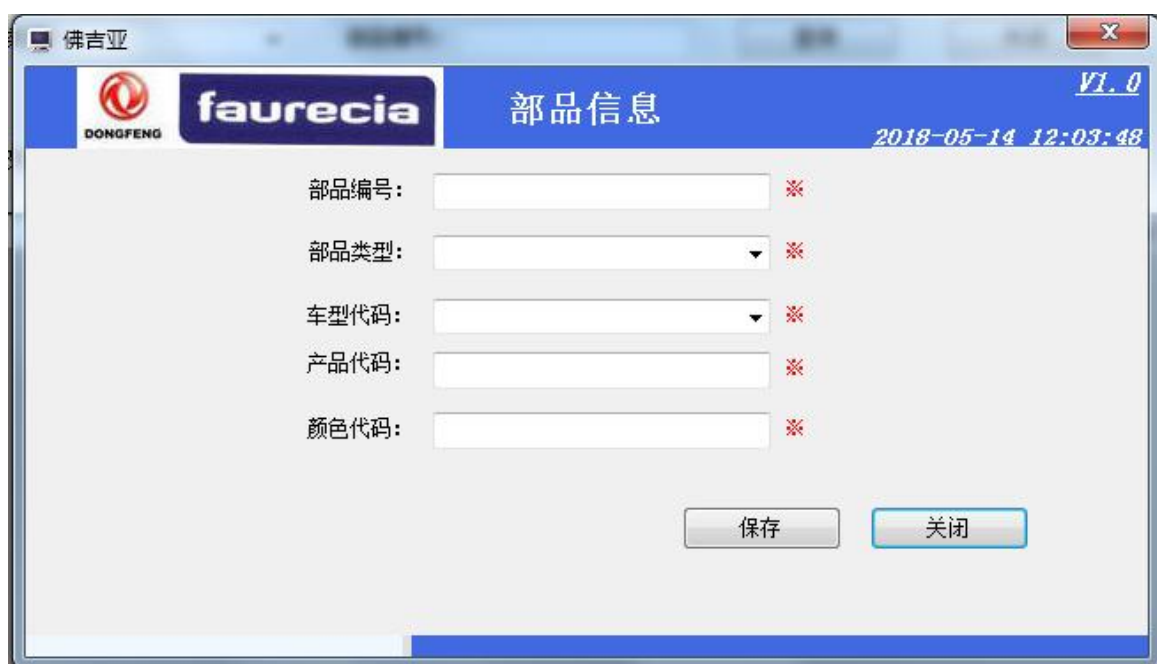 佛吉亚
DONGFENG
faurecia
部品信息
V1.0
2018-05-14 12:03:48
部品编号: ※
部品类型: ※
车型代码: ※
产品代码: ※
颜色代码: ※
保存 关闭